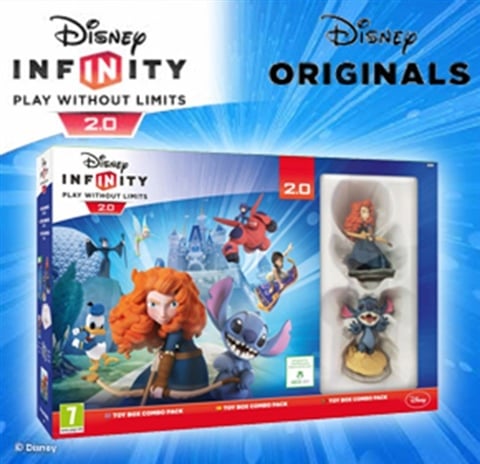 Disney
INFINITY
PLAY WITHOUT LIMITS
2.0
Disney
ORIGINALS
Disney
INFINITY
PLAY WITHOUT LIMITS
2.0
2.0
7
TOY BOX COMBO PACK
TOY BOX COMBO PACK
TOY BOX COMBO PACK
Disney
© Disney